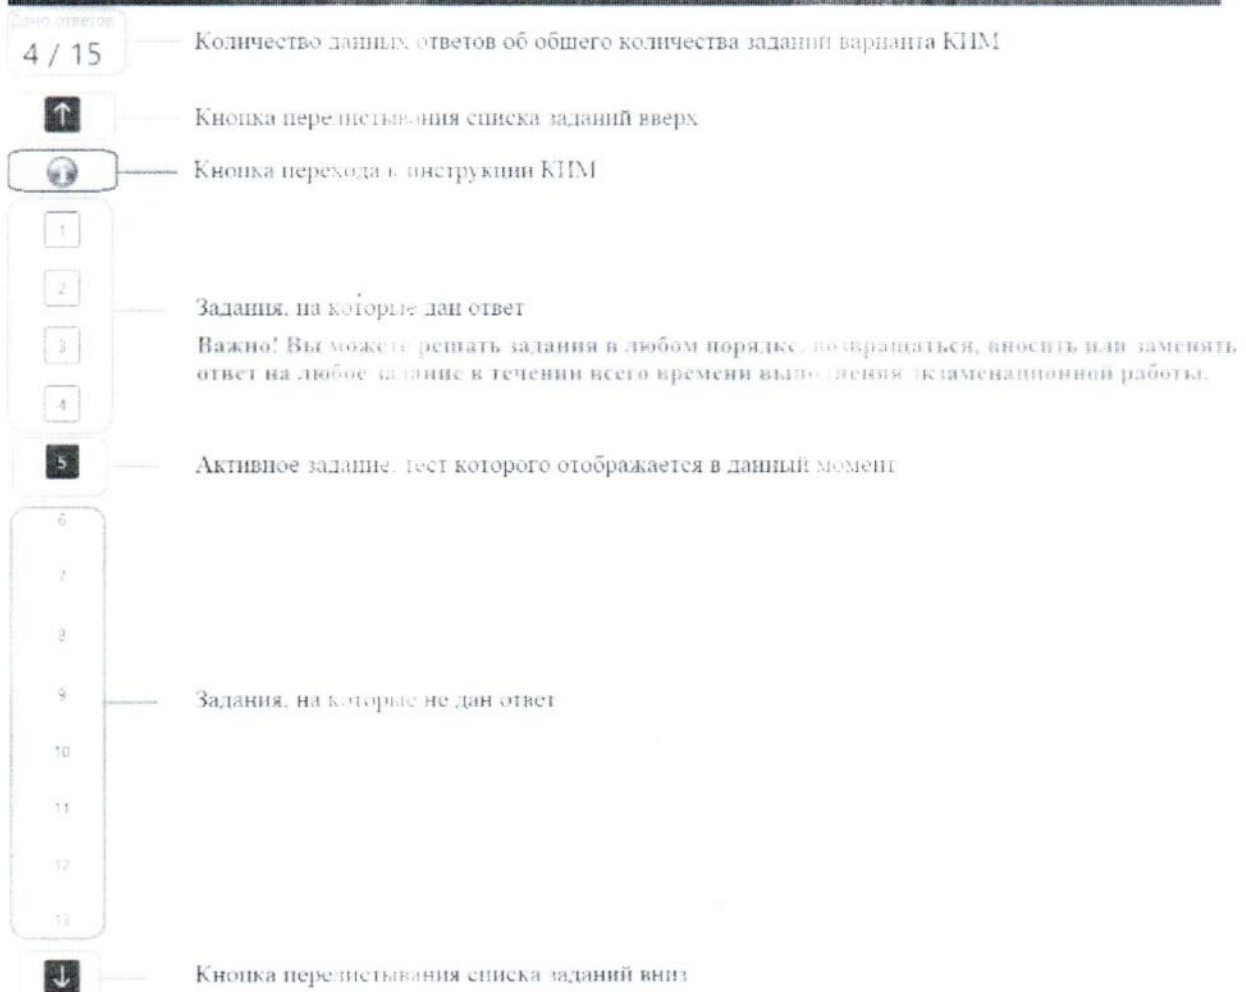 Дано ответов
4 / 15
Количество данных ответов об обшего количества заданий варианта КИМ
Кнопка перелистывания списка заданий вверх
Кнопка перехода к инструкции КИМ
1
2
3
4
Задания, на которые дан ответ
Важно! Вы можете решать задания в любом порядке, возвращаться, вносить или заменять
ответ на любое задание в течении всего времени выполнения экзаменационной работы.
5
Активное задание, тест которого отображается в данный момент
6
7
8
9
Задания, на которые не дан ответ
10
11
12
13
Кнопка перелистывания списка заданий вниз